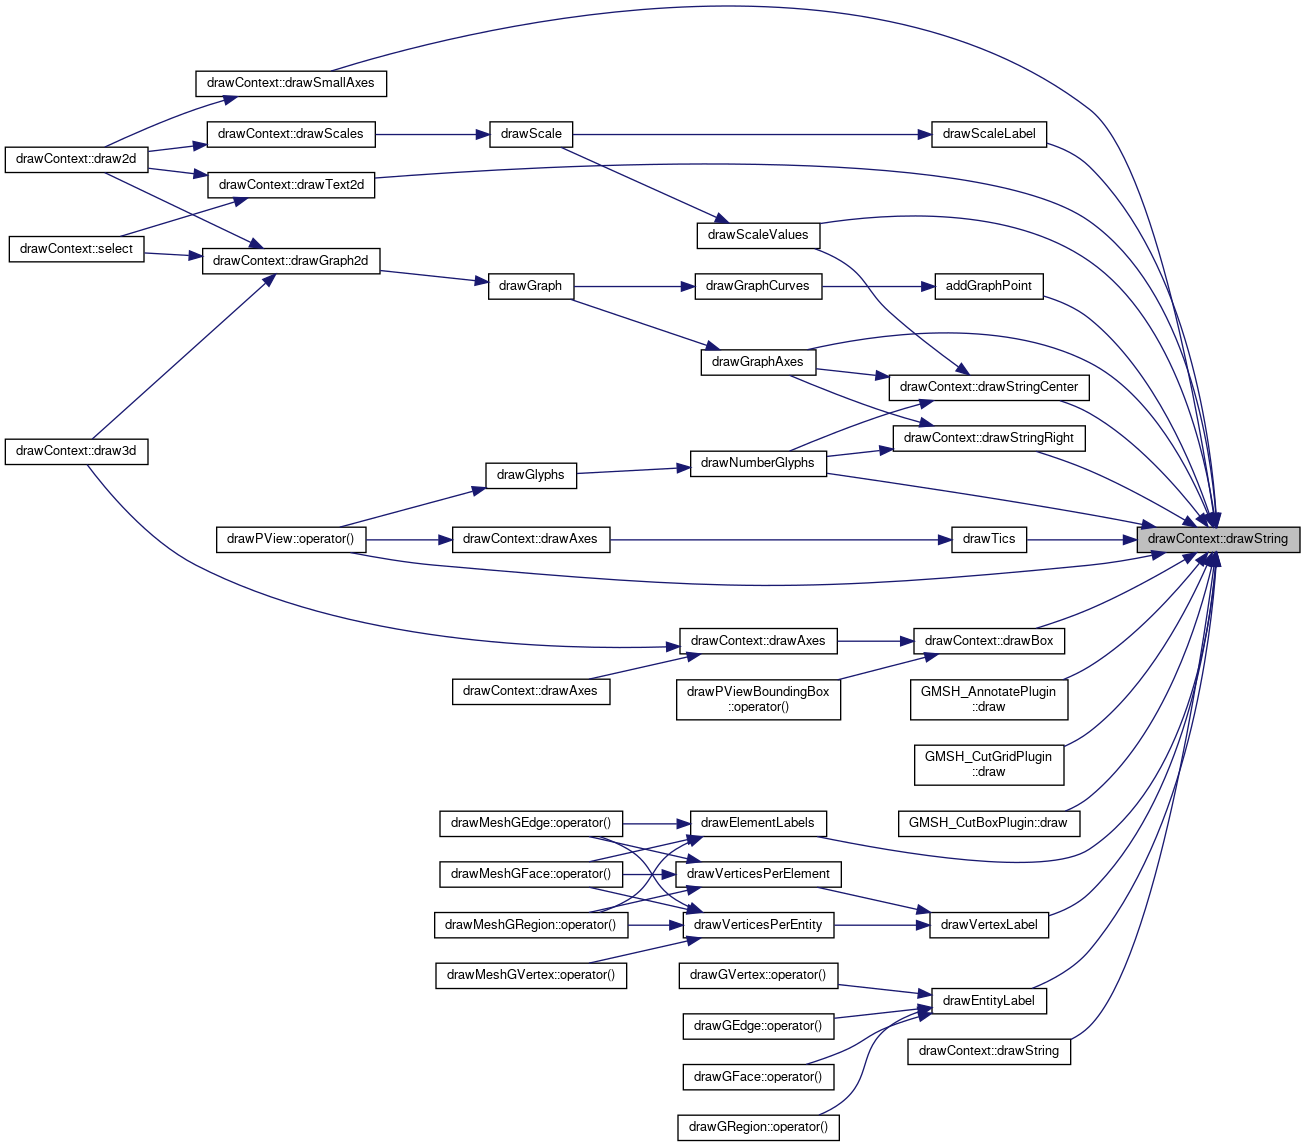 drawContext::drawSmallAxes
drawContext::drawScales
drawScale
drawScaleLabel
drawContext::draw2d
drawContext::drawText2d
drawScaleValues
drawContext::select
drawContext::drawGraph2d
drawGraph
drawGraphCurves
addGraphPoint
drawGraphAxes
drawContext::drawStringCenter
drawContext::drawStringRight
drawContext::draw3d
drawNumberGlyphs
drawGlyphs
drawPView::operator()
drawContext::drawAxes
drawTics
drawContext::drawString
drawContext::drawAxes
drawContext::drawBox
drawContext::drawAxes
drawPViewBoundingBox
::operator()
GMSH_AnnotatePlugin
::draw
GMSH_CutGridPlugin
::draw
GMSH_CutBoxPlugin::draw
drawMeshGEdge::operator()
drawElementLabels
drawMeshGFace::operator()
drawVerticesPerElement
drawMeshGRegion::operator()
drawVerticesPerEntity
drawVertexLabel
drawMeshGVertex::operator()
drawGVertex::operator()
drawEntityLabel
drawGEdge::operator()
drawContext::drawString
drawGFace::operator()
drawGRegion::operator()